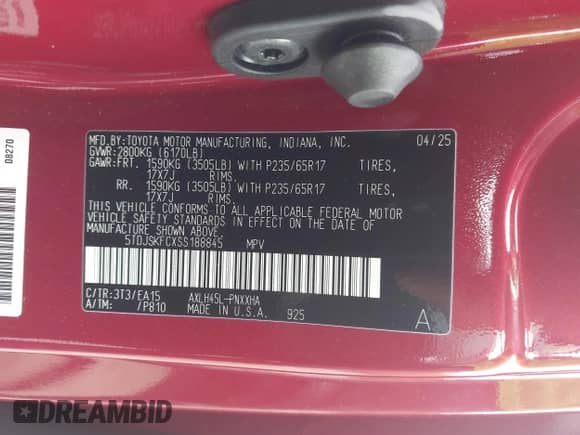 MFD.BY:TOYOTA MOTOR MANUFACTURING, INDIANA, INC. 04/25
GVWR:2800KG (6170LB)
GAWR:FRT. 1590KG (3505LB) WITH P235/65R17 TIRES,
17X7J RIMS.
RR. 1590KG (3505LB) WITH P235/65R17 TIRES,
17X7J RIMS.
THIS VEHICLE CONFORMS TO ALL APPLICABLE FEDERAL MOTOR
VEHICLE SAFETY STANDARDS IN EFFECT ON THE DATE OF
MANUFACTURE SHOWN ABOVE.
5TDJSKFCXSS188845 MPV
C/TR:3T3/EA15 AXLH45L-PNXXHA
A/TM: /P810 MADE IN U.S.A. 925
A
08270
DREAMBID